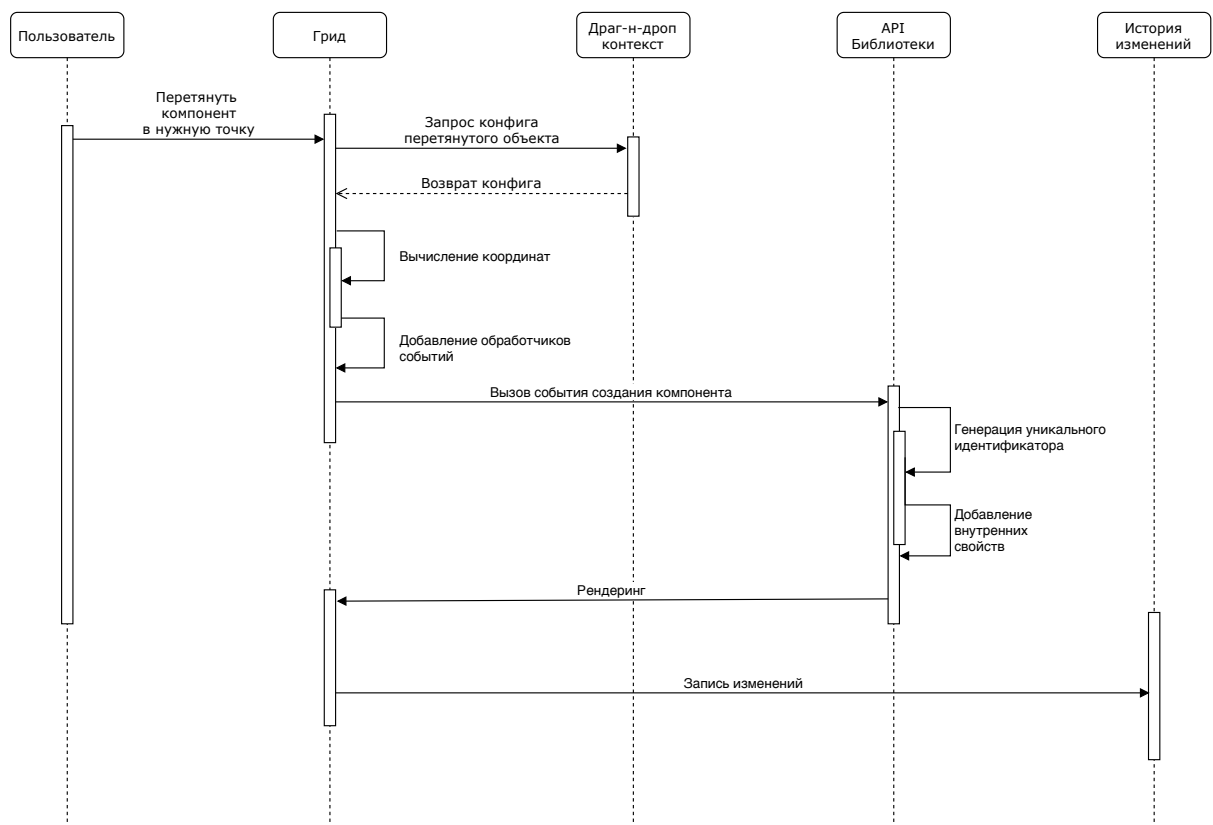 Пользователь
Грид
Драг-н-дроп
контекст
API
Библиотеки
История
изменений
Перетянуть
компонент
в нужную точку
Запрос конфига
перетянутого объекта
Возврат конфига
Вычисление координат
Добавление обработчиков
событий
Вызов события создания компонента
Генерация уникального
идентификатора
Добавление
внутренних
свойств
Рендеринг
Запись изменений